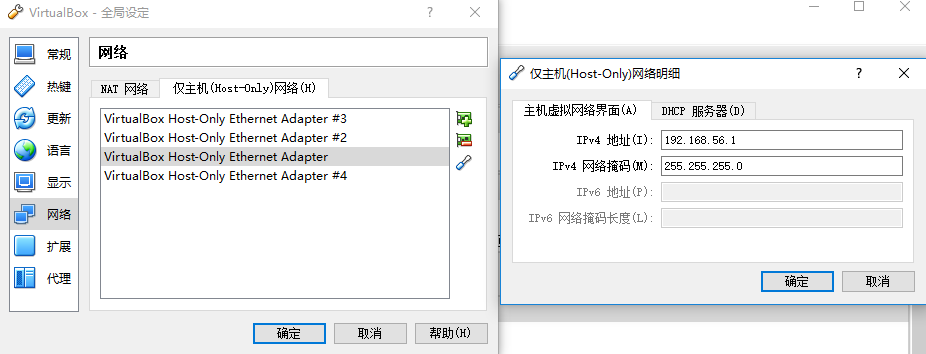 VirtualBox - 全局设定
常规
热键
更新
语言
显示
网络
扩展
代理
网络
NAT 网络
仅主机(Host-Only)网络(H)
VirtualBox Host-Only Ethernet Adapter #3
VirtualBox Host-Only Ethernet Adapter #2
VirtualBox Host-Only Ethernet Adapter
VirtualBox Host-Only Ethernet Adapter #4
确定
取消
帮助(H)
仅主机(Host-Only)网络明细
主机虚拟网络界面(A)
DHCP 服务器(D)
IPv4 地址(I):
192.168.56.1
IPv4 网络掩码(M):
255.255.255.0
IPv6 地址(P):
IPv6 网络掩码长度(L):
确定
取消